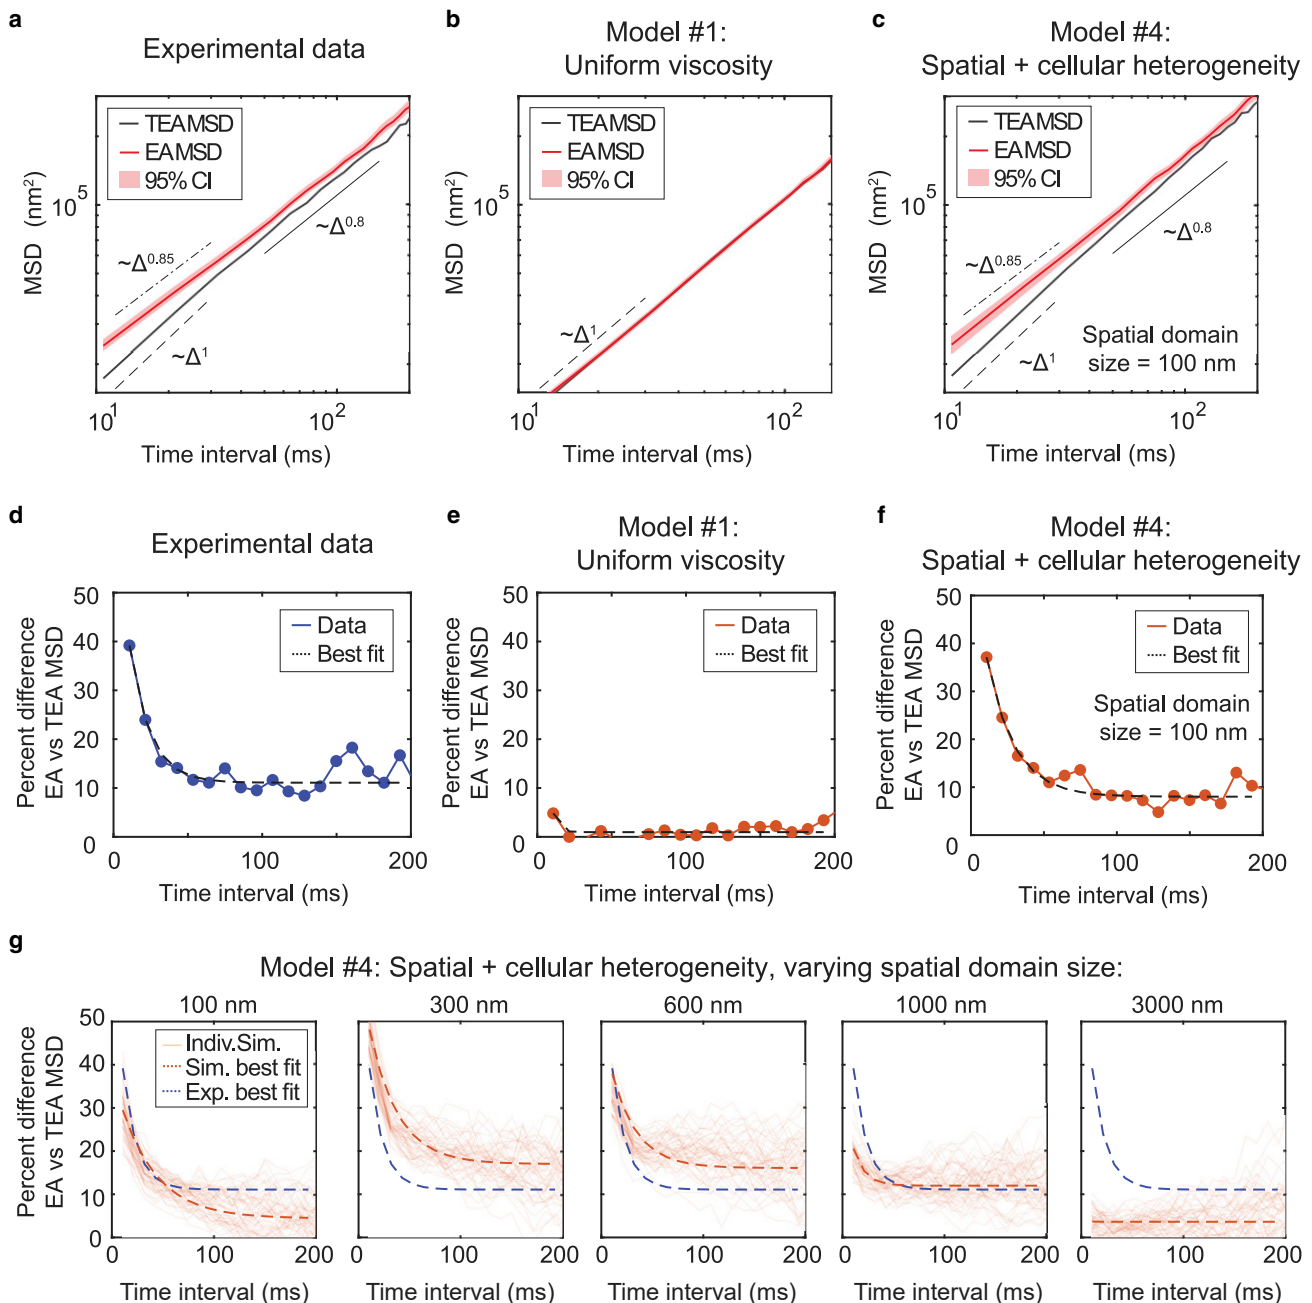 a
Experimental data
TEAMSD
EAMSD
95% CI
~Δ^0.85
~Δ^0.8
~Δ^1
MSD (nm²)
10^5
10^1
10^2
Time interval (ms)
b
Model #1:
Uniform viscosity
TEAMSD
EAMSD
95% CI
~Δ^1
MSD (nm²)
10^5
10^1
10^2
Time interval (ms)
c
Model #4:
Spatial + cellular heterogeneity
TEAMSD
EAMSD
95% CI
~Δ^0.85
~Δ^0.8
~Δ^1
Spatial domain
size = 100 nm
MSD (nm²)
10^5
10^1
10^2
Time interval (ms)
d
Experimental data
Data
Best fit
Percent difference
EA vs TEA MSD
50
40
30
20
10
0
0
100
200
Time interval (ms)
e
Model #1:
Uniform viscosity
Data
Best fit
Percent difference
EA vs TEA MSD
50
40
30
20
10
0
0
100
200
Time interval (ms)
f
Model #4:
Spatial + cellular heterogeneity
Data
Best fit
Spatial domain
size = 100 nm
Percent difference
EA vs TEA MSD
50
40
30
20
10
0
0
100
200
Time interval (ms)
g
Model #4: Spatial + cellular heterogeneity, varying spatial domain size:
100 nm
300 nm
600 nm
1000 nm
3000 nm
Indiv.Sim.
Sim. best fit
Exp. best fit
Percent difference
EA vs TEA MSD
50
40
30
20
10
0
0
100
200
0
100
200
0
100
200
0
100
200
0
100
200
Time interval (ms)
Time interval (ms)
Time interval (ms)
Time interval (ms)
Time interval (ms)